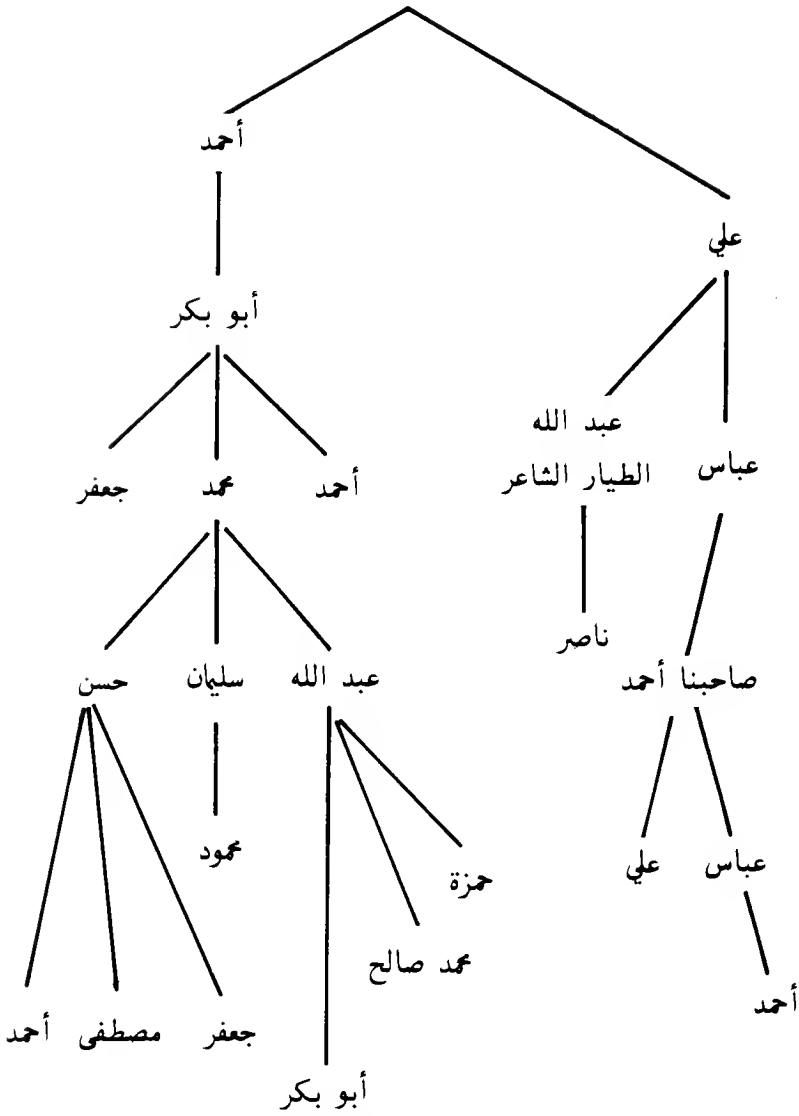 أحمد
علي
أبو بكر
عبد الله
الطيار الشاعر
عباس
أحمد
محمد
جعفر
ناصر
صاحبنا أحمد
عبد الله
سليمان
حسن
عباس
علي
حمزة
محمود
محمد صالح
أحمد
جعفر
مصطفى
أحمد
أبو بكر